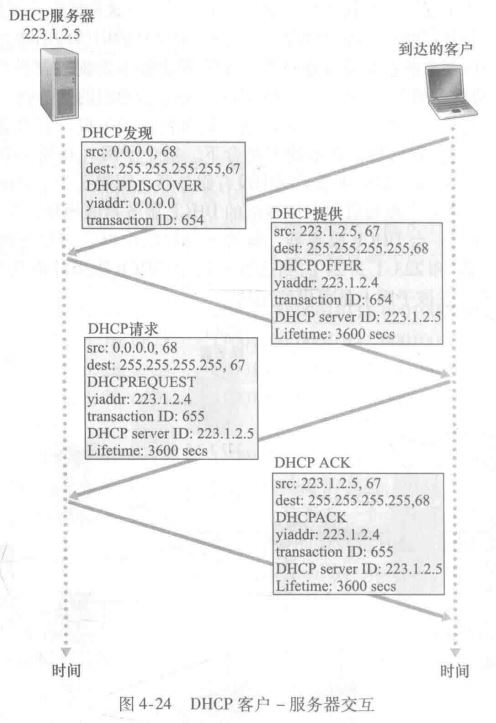 DHCP服务器
223.1.2.5
到达的客户
DHCP发现
src: 0.0.0.0, 68
dest: 255.255.255.255,67
DHCPDISCOVER
yiaddr: 0.0.0.0
transaction ID: 654
DHCP提供
src: 223.1.2.5, 67
dest: 255.255.255.255,68
DHCPOFFER
yiaddr: 223.1.2.4
transaction ID: 654
DHCP server ID: 223.1.2.5
Lifetime: 3600 secs
DHCP请求
src: 0.0.0.0, 68
dest: 255.255.255.255, 67
DHCPREQUEST
yiaddr: 223.1.2.4
transaction ID: 655
DHCP server ID: 223.1.2.5
Lifetime: 3600 secs
DHCP ACK
src: 223.1.2.5, 67
dest: 255.255.255.255,68
DHCPACK
yiaddr: 223.1.2.4
transaction ID: 655
DHCP server ID: 223.1.2.5
Lifetime: 3600 secs
时间
时间
图 4-24 DHCP 客户－服务器交互